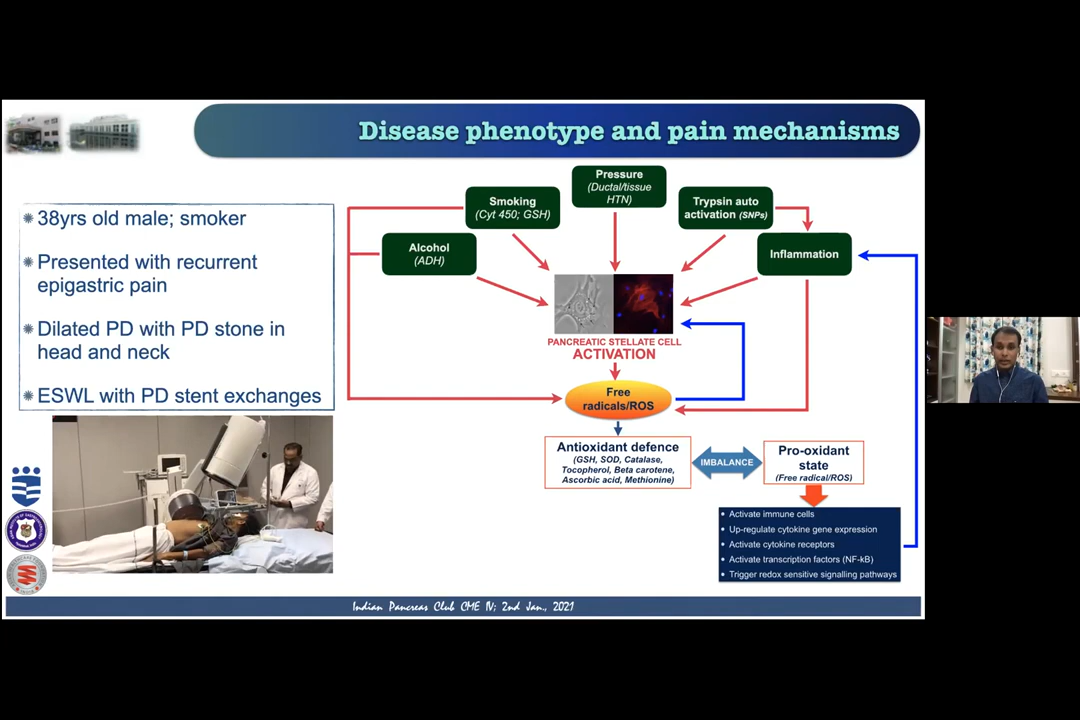 Disease phenotype and pain mechanisms
38yrs old male; smoker
Presented with recurrent
epigastric pain
Dilated PD with PD stone in
head and neck
ESWL with PD stent exchanges
Pressure
(Ductal/tissue
HTN)
Smoking
(Cyt 450; GSH)
Trypsin auto
activation (SNPs)
Alcohol
(ADH)
Inflammation
PANCREATIC STELLATE CELL
ACTIVATION
Free
radicals/ROS
Antioxidant defence
(GSH, SOD, Catalase,
Tocopherol, Beta carotene,
Ascorbic acid, Methionine)
IMBALANCE
Pro-oxidant
state
(Free radical/ROS)
Activate immune cells
Up-regulate cytokine gene expression
Activate cytokine receptors
Activate transcription factors (NF-kB)
Trigger redox sensitive signalling pathways
Indian Pancreas Club CME IV; 2nd Jan., 2021